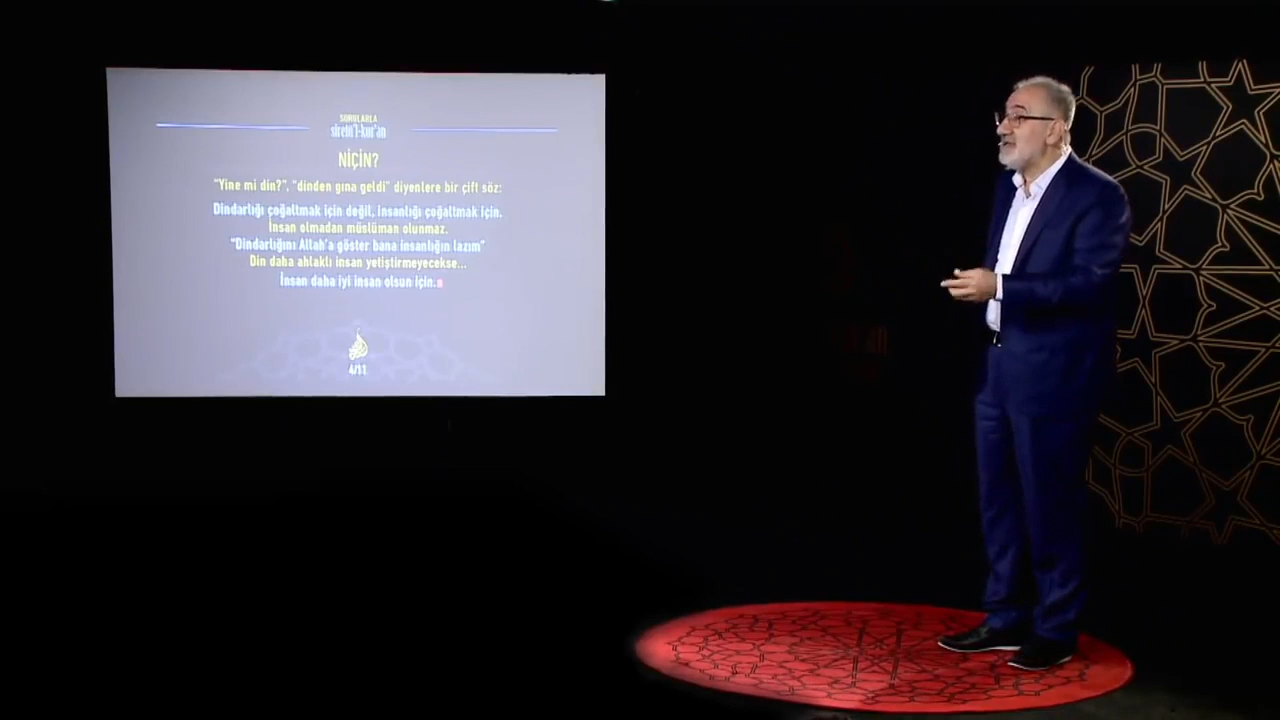 SORULARLA
siretü'l-kur'an
NİÇİN?
"Yine mi din?", "dinden gına geldi" diyenlere bir çift söz:
Dindarlığı çoğaltmak için değil, insanlığı çoğaltmak için.
İnsan olmadan müslüman olunmaz.
"Dindarlığını Allah'a göster bana insanlığın lazım"
Din daha ahlaklı insan yetiştirmeyecekse...
İnsan daha iyi insan olsun için.
4/11